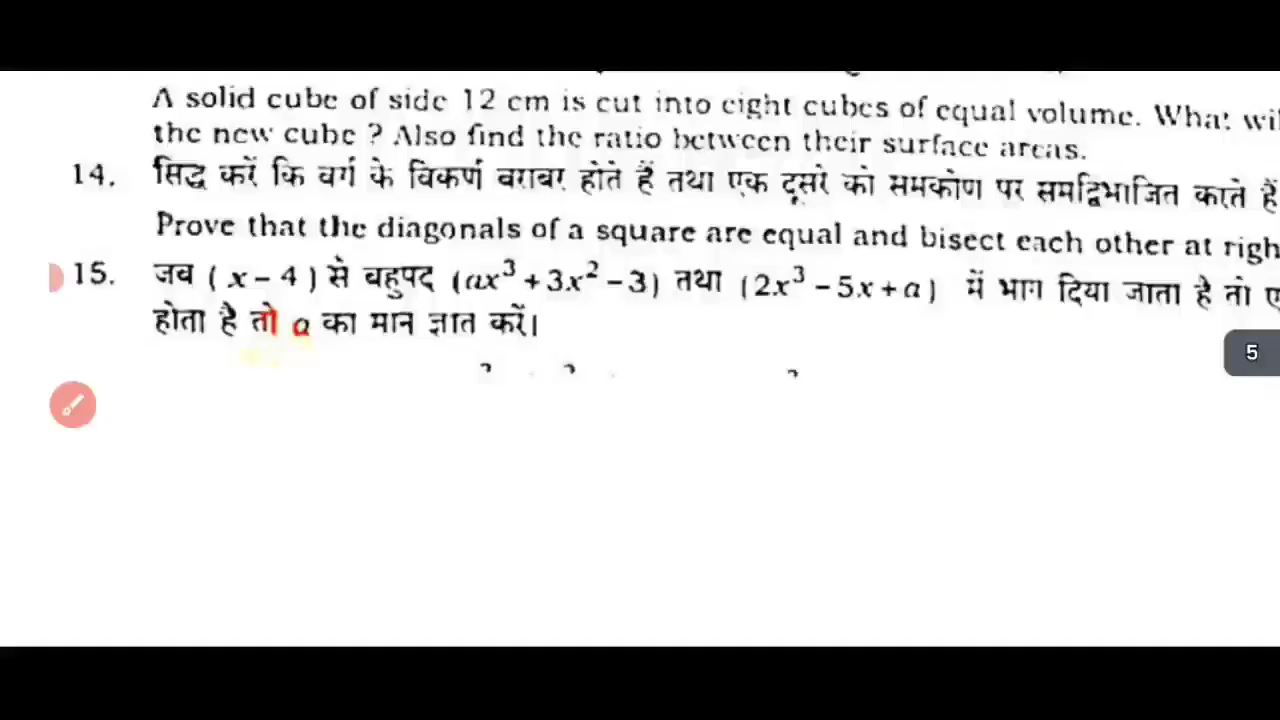 A solid cube of side 12 cm is cut into eight cubes of equal volume. What wil
the new cube ? Also find the ratio between their surface areas.
14. सिद्ध करें कि वर्ग के विकर्ण बराबर होते हैं तथा एक दूसरे को समकोण पर समद्विभाजित करते हैं
Prove that the diagonals of a square are equal and bisect each other at righ
15. जब ( x – 4 ) से बहुपद (ax³ + 3x² – 3) तथा (2x³ – 5x + a) में भाग दिया जाता है तो ए
होता है तो a का मान ज्ञात करें।
5